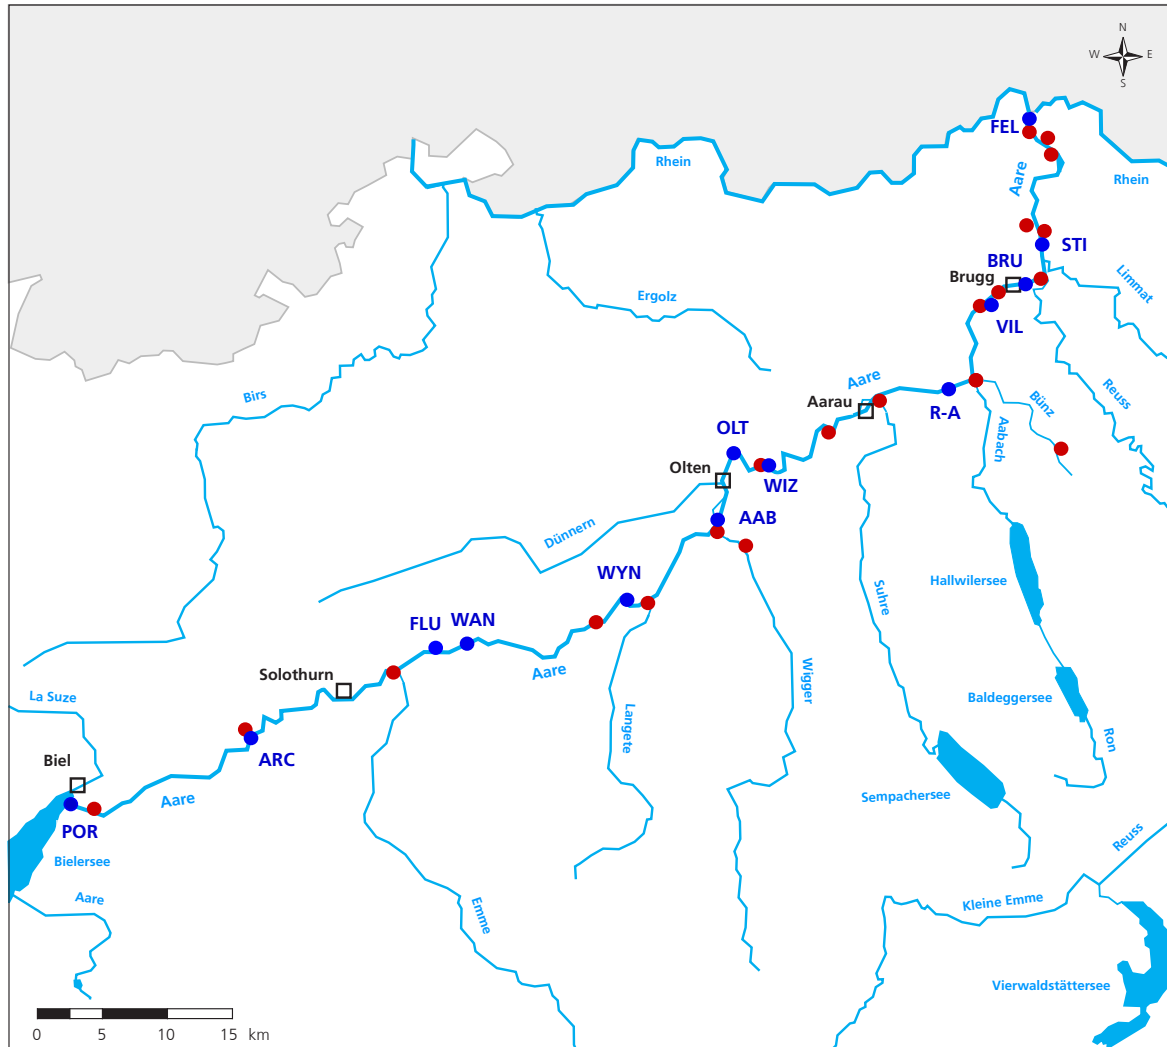 N
W E
S
FEL
Rhein
Aare
Rhein
STI
BRU
Limmat
Brugg
Ergolz
VIL
Aare
Reuss
Birs
Aarau
R-A
Bünz
OLT
Aabach
Olten
WIZ
AAB
Dünnern
WYN
Suhre
Hallwilersee
FLU
WAN
Solothurn
Aare
Wigger
La Suze
Langete
Baldeggersee
Ron
Biel
ARC
Aare
Sempachersee
POR
Reuss
Bielersee
Aare
Kleine Emme
Emme
Vierwaldstättersee
0 5 10 15 km